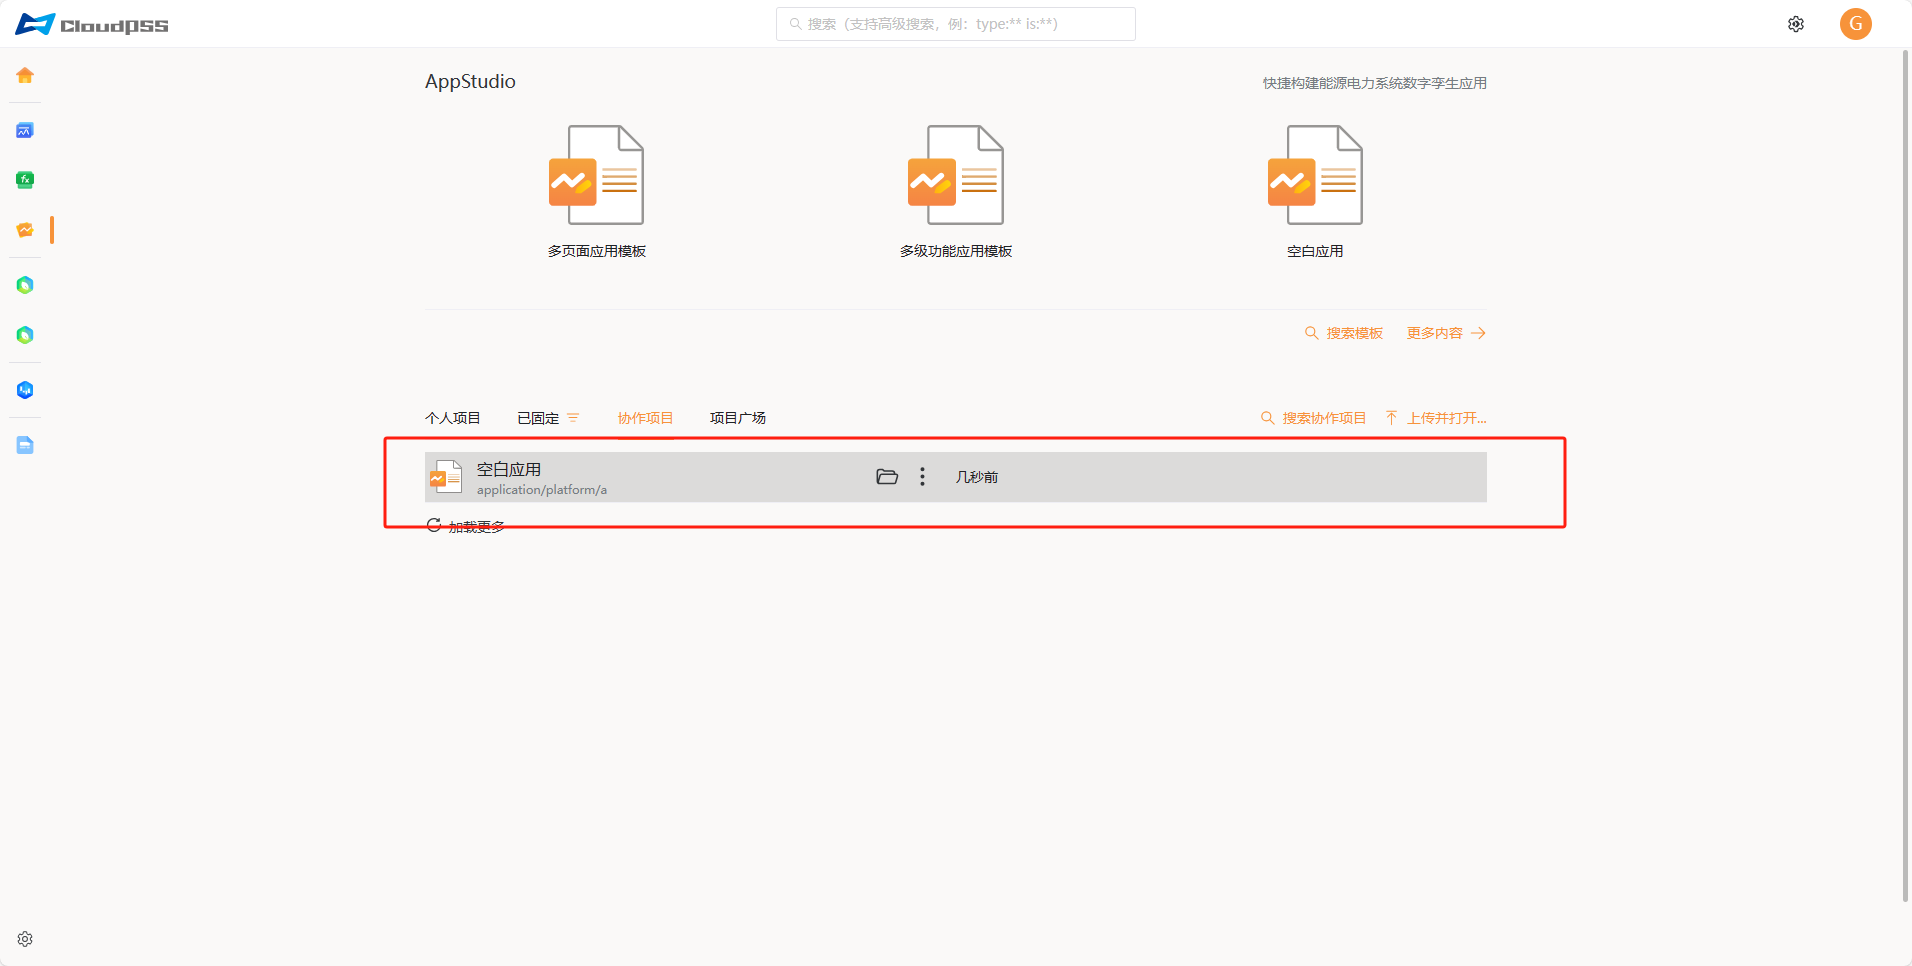 CloudPSS
搜索（支持高级搜索，例：type:** is:**）
G
AppStudio
快捷构建能源电力系统数字孪生应用
多页面应用模板
多级功能应用模板
空白应用
搜索模板
更多内容
个人项目
已固定
协作项目
项目广场
搜索协作项目
上传并打开...
空白应用
application/platform/a
几秒前
加载更多